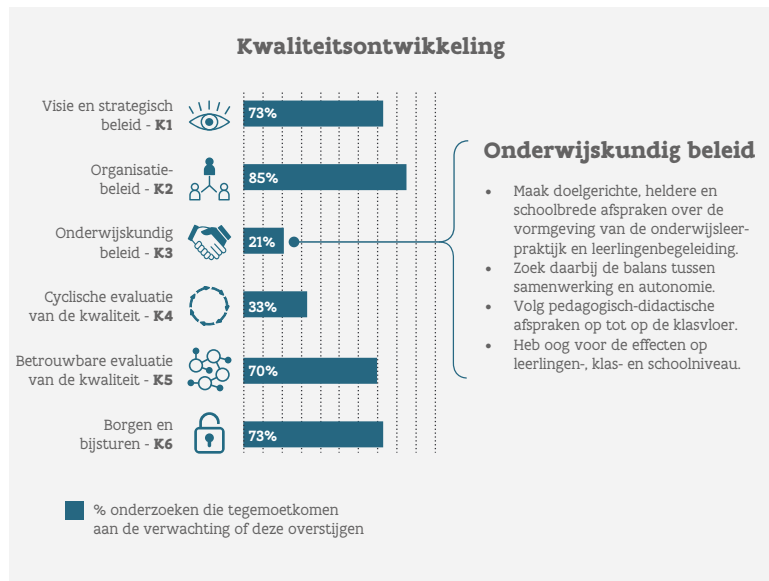 Kwaliteitsontwikkeling
Visie en strategisch
beleid - K1
73%
Organisatie-
beleid - K2
85%
Onderwijskundig
beleid - K3
21%
Cyclische evaluatie
van de kwaliteit - K4
33%
Betrouwbare evaluatie
van de kwaliteit - K5
70%
Borgen en
bijsturen - K6
73%
Onderwijskundig beleid
• Maak doelgerichte, heldere en
schoolbrede afspraken over de
vormgeving van de onderwijsleer-
praktijk en leerlingenbegeleiding.
• Zoek daarbij de balans tussen
samenwerking en autonomie.
• Volg pedagogisch-didactische
afspraken op tot op de klasvloer.
• Heb oog voor de effecten op
leerlingen-, klas- en schoolniveau.
% onderzoeken die tegemoetkomen
aan de verwachting of deze overstijgen